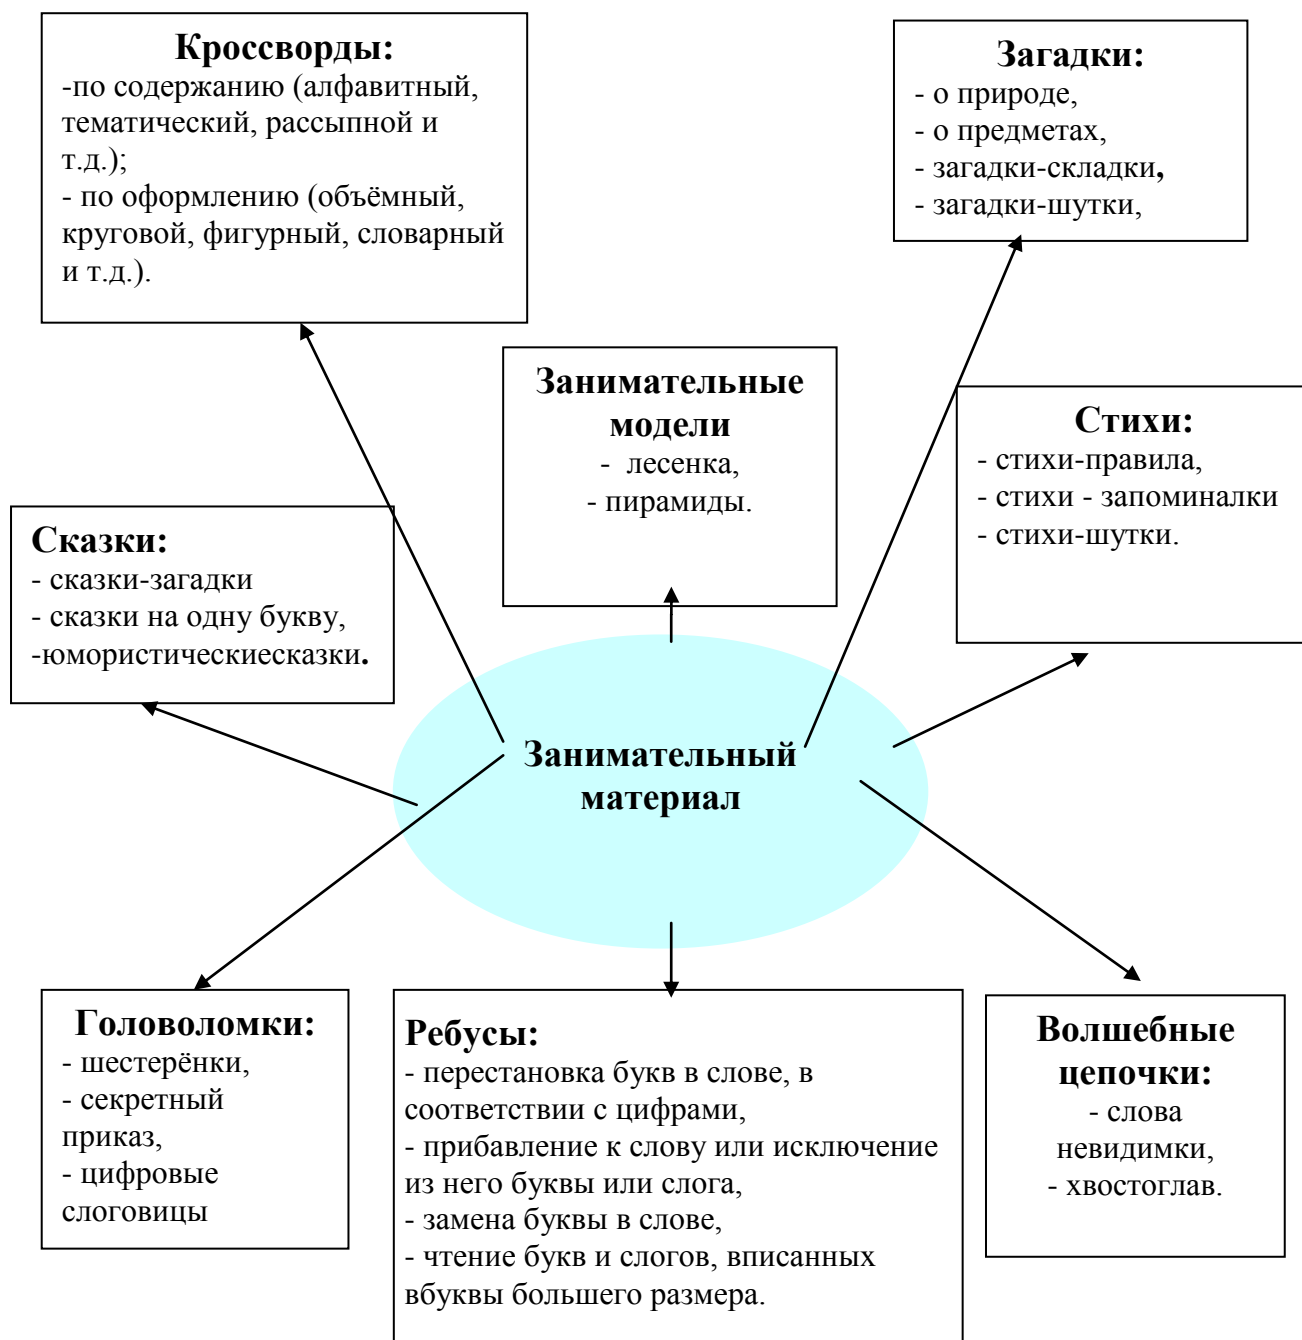 Кроссворды:
-по содержанию (алфавитный,
тематический, рассыпной и
т.д.);
- по оформлению (объёмный,
круговой, фигурный, словарный
и т.д.).
Загадки:
- о природе,
- о предметах,
- загадки-складки,
- загадки-шутки,
Занимательные
модели
- лесенка,
- пирамиды.
Стихи:
- стихи-правила,
- стихи - запоминалки
- стихи-шутки.
Сказки:
- сказки-загадки
- сказки на одну букву,
-юмористическиесказки.
Занимательный
материал
Головоломки:
- шестерёнки,
- секретный
приказ,
- цифровые
слоговицы
Ребусы:
- перестановка букв в слове, в
соответствии с цифрами,
- прибавление к слову или исключение
из него буквы или слога,
- замена буквы в слове,
- чтение букв и слогов, вписанных
вбуквы большего размера.
Волшебные
цепочки:
- слова
невидимки,
- хвостоглав.